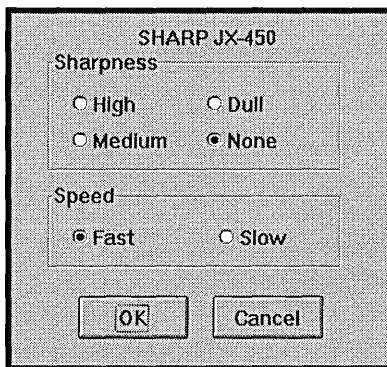 SHARP JX-450
Sharpness
High Dull
Medium None
Speed
Fast Slow
OK Cancel